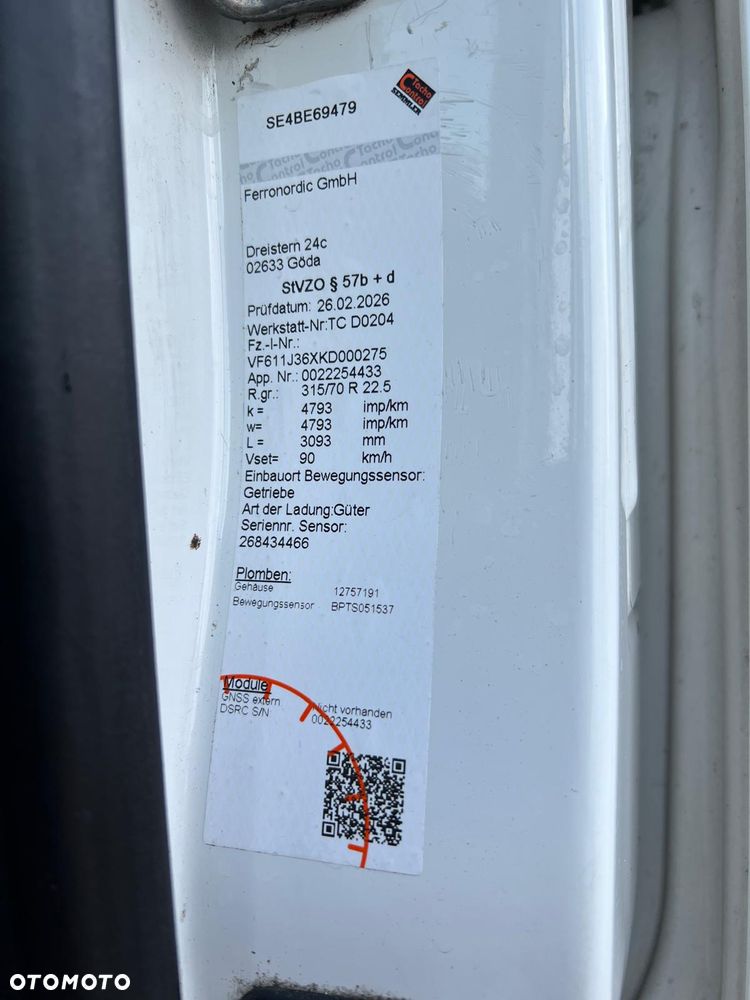 SE4BE69479
Tacho
Control
SEMMLER
Ferronordic GmbH
Dreistern 24c
02633 Göda
StVZO § 57b + d
Prüfdatum: 26.02.2026
Werkstatt-Nr:TC D0204
Fz.-I-Nr.:
VF611J36XKD000275
App. Nr.: 0022254433
R.gr.: 315/70 R 22.5
k = 4793 imp/km
w= 4793 imp/km
L = 3093 mm
Vset= 90 km/h
Einbauort Bewegungssensor:
Getriebe
Art der Ladung:Güter
Seriennr. Sensor:
268434466
Plomben:
Gehäuse 12757191
Bewegungssensor BPTS051537
Module
GNSS extern Nicht vorhanden
DSRC S/N 0022254433
OTOMOTO